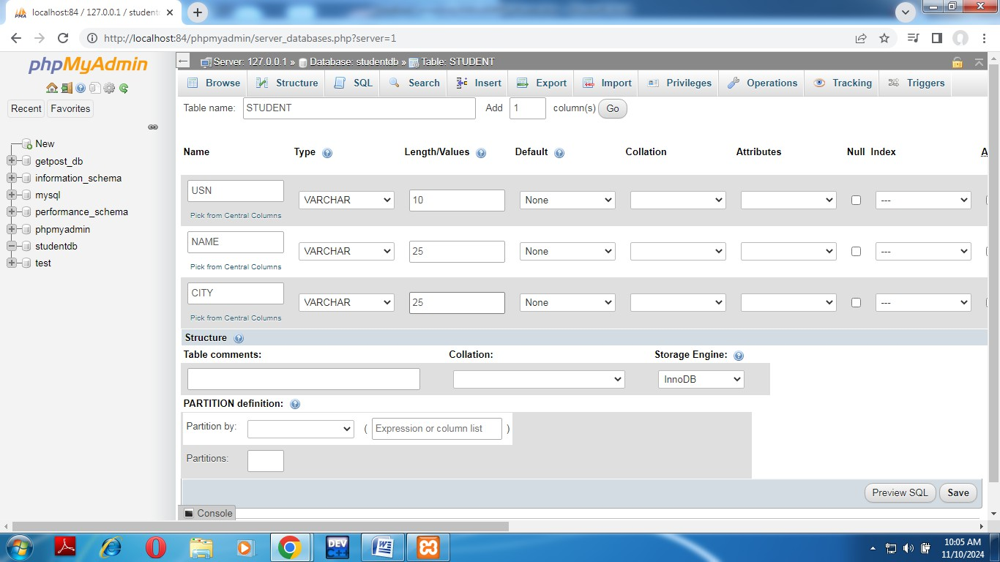 localhost:84 / 127.0.0.1 / student
http://localhost:84/phpmyadmin/server_databases.php?server=1
phpMyAdmin
Recent Favorites
New
getpost_db
information_schema
mysql
performance_schema
phpmyadmin
studentdb
test
Server: 127.0.0.1 » Database: studentdb » Table: STUDENT
Browse Structure SQL Search Insert Export Import Privileges Operations Tracking Triggers
Table name: STUDENT Add 1 column(s) Go
Name Type Length/Values Default Collation Attributes Null Index A
USN VARCHAR 10 None ---
Pick from Central Columns
NAME VARCHAR 25 None ---
Pick from Central Columns
CITY VARCHAR 25 None ---
Pick from Central Columns
Structure
Table comments: Collation: Storage Engine:
InnoDB
PARTITION definition:
Partition by: ( Expression or column list )
Partitions:
Preview SQL Save
Console
DEV C++
10:05 AM
11/10/2024